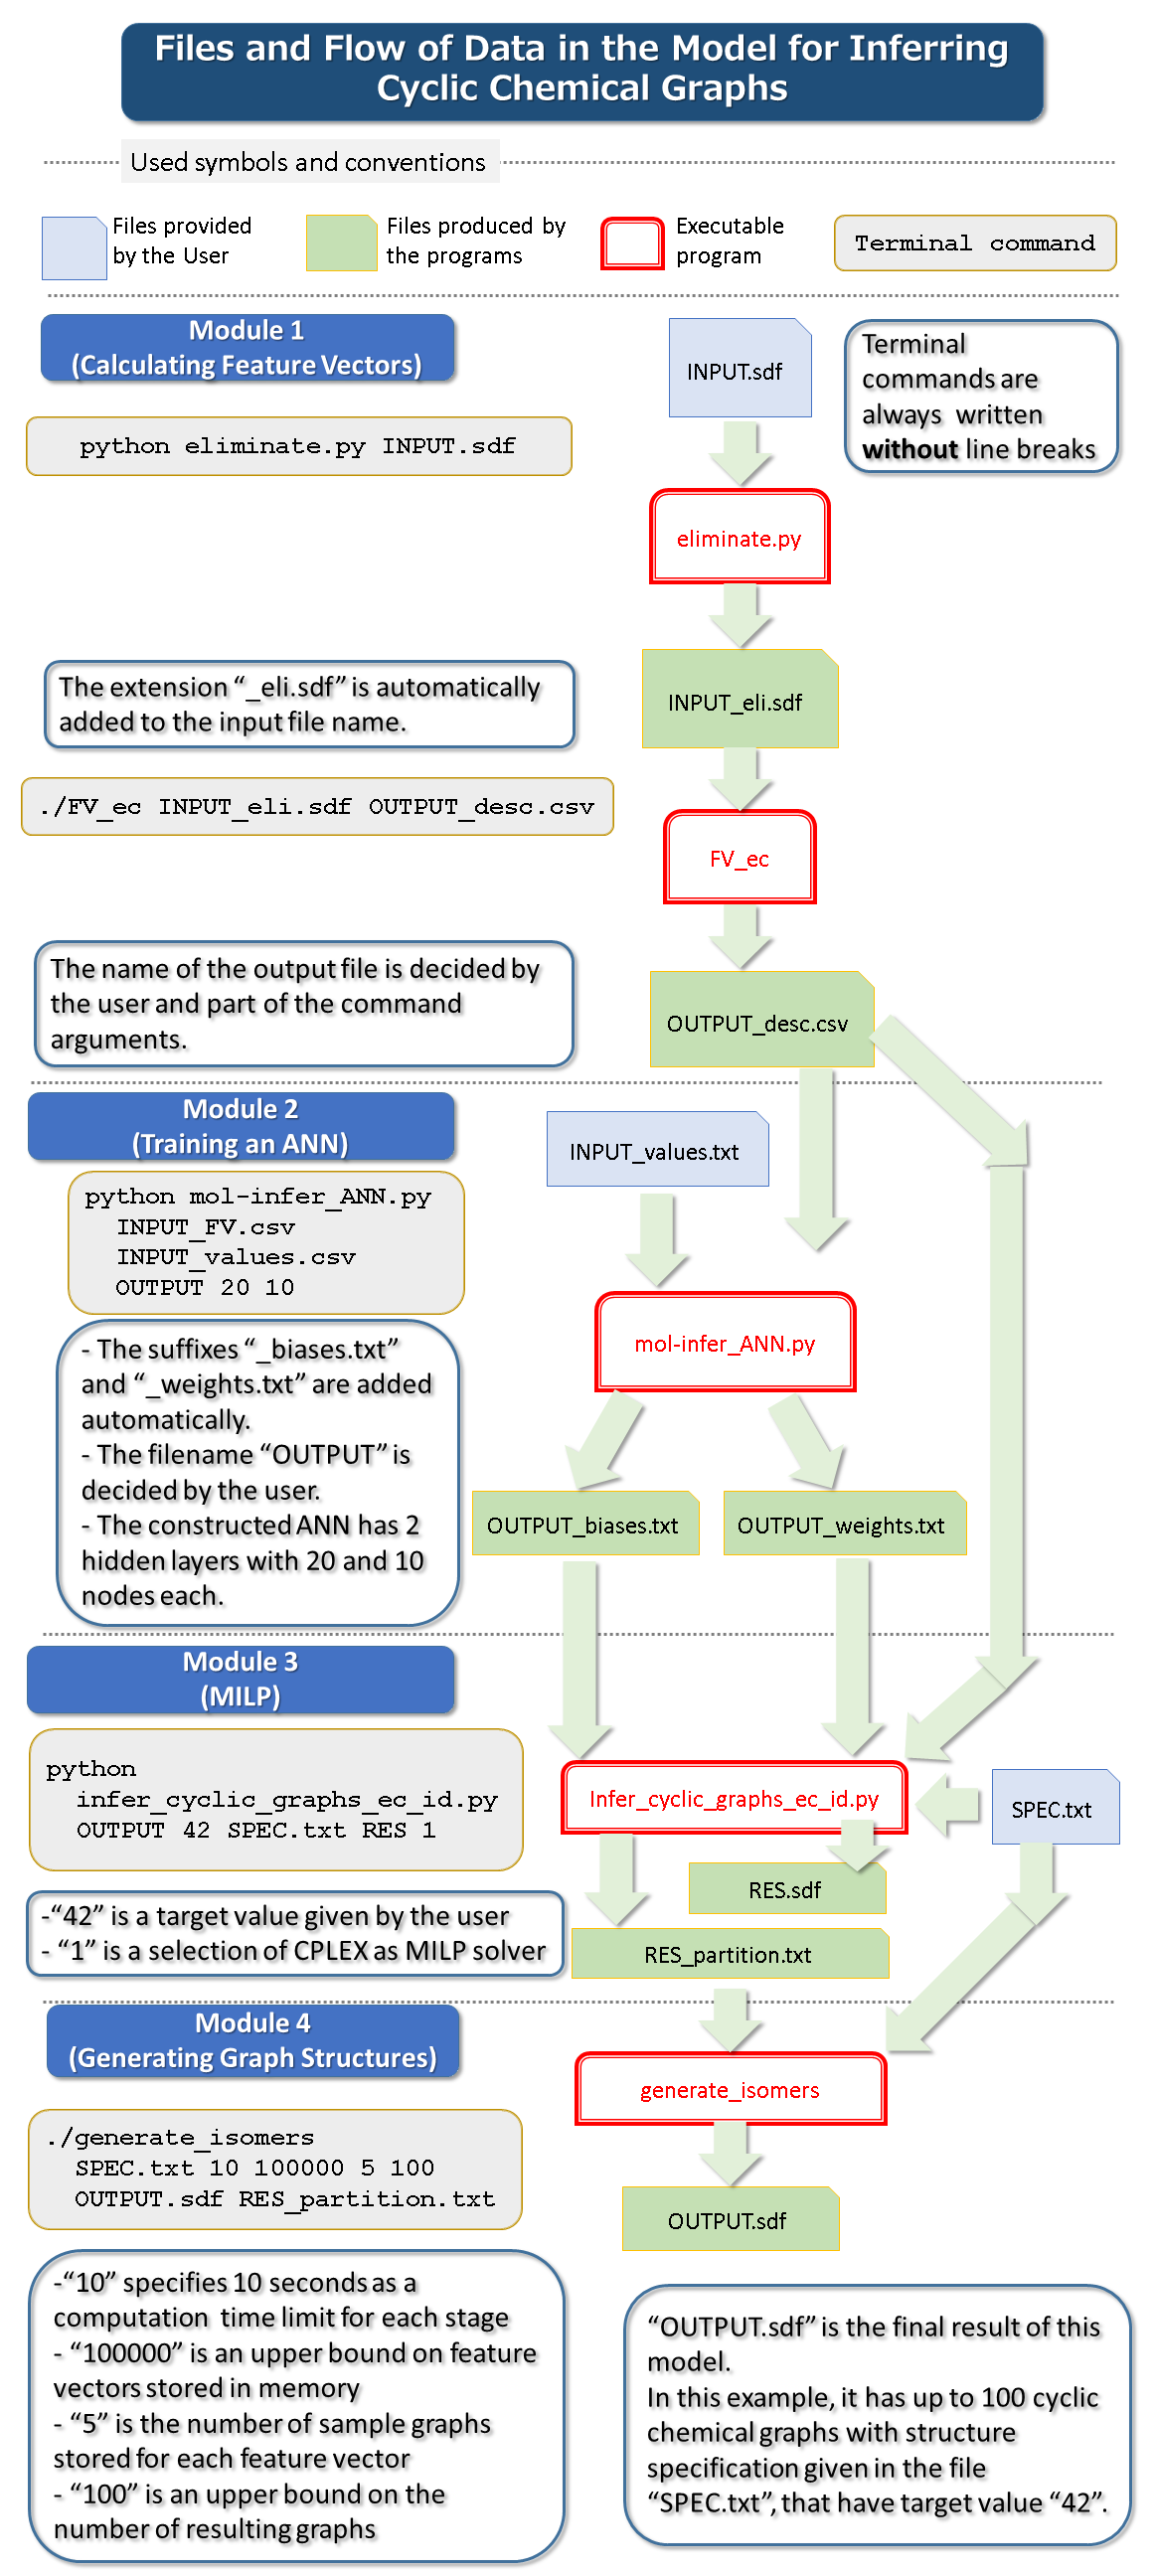 Files and Flow of Data in the Model for Inferring
Cyclic Chemical Graphs
Used symbols and conventions
Files provided
by the User
Files produced by
the programs
Executable
program
Terminal command
Module 1
(Calculating Feature Vectors)
INPUT.sdf
Terminal
commands are
always written
without line breaks
python eliminate.py INPUT.sdf
eliminate.py
The extension “_eli.sdf” is automatically
added to the input file name.
INPUT_eli.sdf
./FV_ec INPUT_eli.sdf OUTPUT_desc.csv
FV_ec
The name of the output file is decided by
the user and part of the command
arguments.
OUTPUT_desc.csv
Module 2
(Training an ANN)
INPUT_values.txt
python mol-infer_ANN.py
INPUT_FV.csv
INPUT_values.csv
OUTPUT 20 10
mol-infer_ANN.py
- The suffixes “_biases.txt”
and “_weights.txt” are added
automatically.
- The filename “OUTPUT” is
decided by the user.
- The constructed ANN has 2
hidden layers with 20 and 10
nodes each.
OUTPUT_biases.txt
OUTPUT_weights.txt
Module 3
(MILP)
python
infer_cyclic_graphs_ec_id.py
OUTPUT 42 SPEC.txt RES 1
Infer_cyclic_graphs_ec_id.py
SPEC.txt
RES.sdf
-“42” is a target value given by the user
- “1” is a selection of CPLEX as MILP solver
RES_partition.txt
Module 4
(Generating Graph Structures)
generate_isomers
./generate_isomers
SPEC.txt 10 100000 5 100
OUTPUT.sdf RES_partition.txt
OUTPUT.sdf
-“10” specifies 10 seconds as a
computation time limit for each stage
- “100000” is an upper bound on feature
vectors stored in memory
- “5” is the number of sample graphs
stored for each feature vector
- “100” is an upper bound on the
number of resulting graphs
“OUTPUT.sdf” is the final result of this
model.
In this example, it has up to 100 cyclic
chemical graphs with structure
specification given in the file
“SPEC.txt”, that have target value “42”.